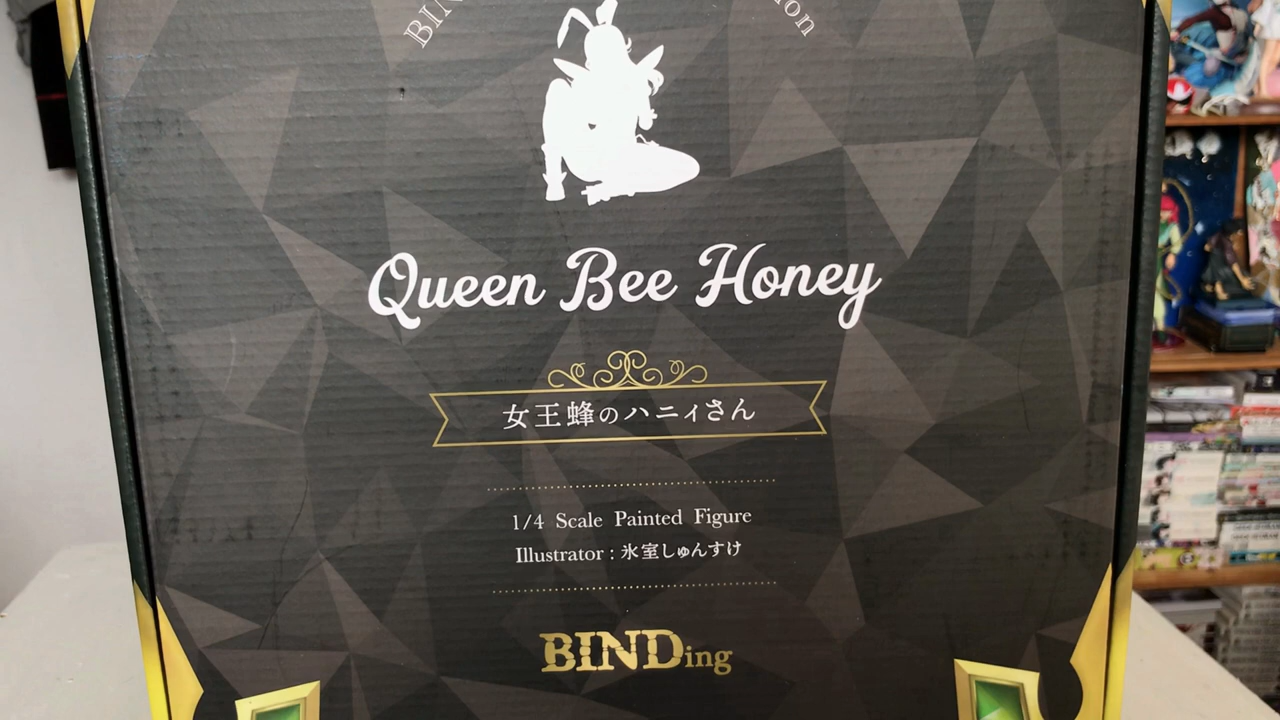 Queen Bee Honey
女王蜂のハニィさん
1/4 Scale Painted Figure
Illustrator : 氷室しゅんすけ
BINDing